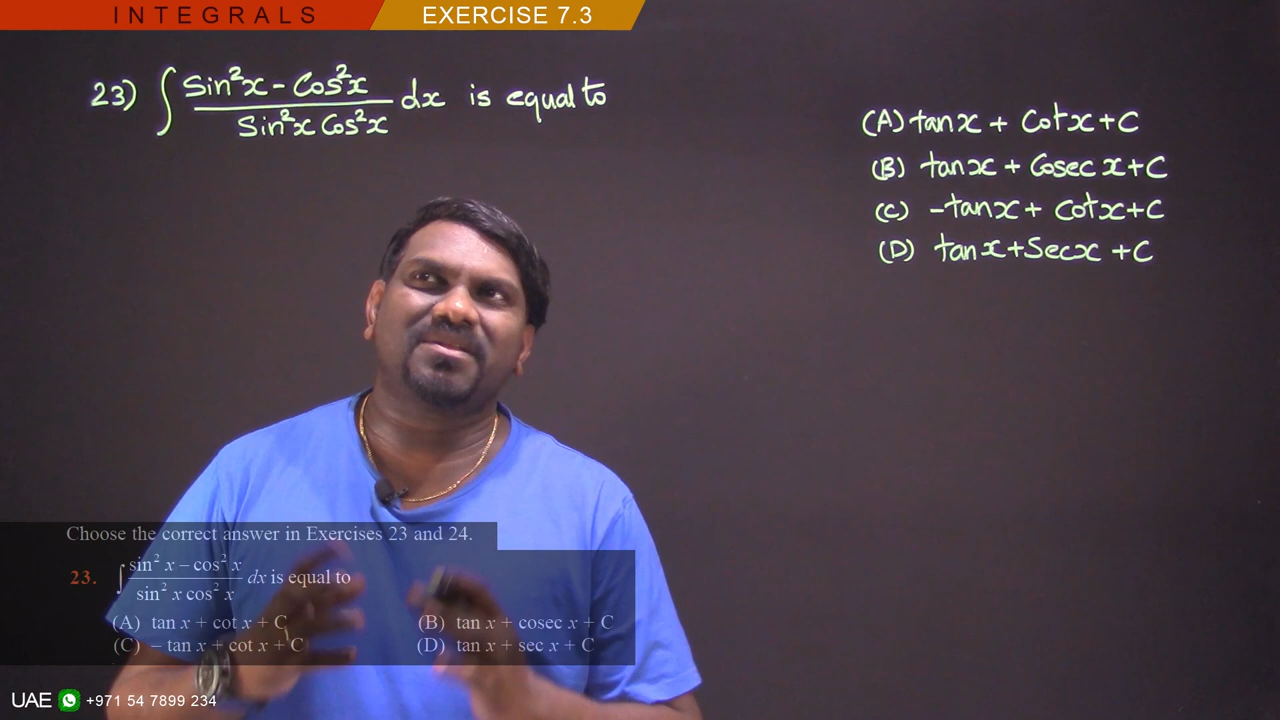 INTEGRALS EXERCISE 7.3
23) ∫ Sin²x - Cos²x / Sin²x Cos²x dx is equal to
(A) tanx + Cotx + C
(B) tanx + Cosec x + C
(C) -tanx + Cotx + C
(D) tanx + Secx + C
Choose the correct answer in Exercises 23 and 24.
23. ∫ sin² x – cos² x / sin² x cos² x dx is equal to
(A) tan x + cot x + C (B) tan x + cosec x + C
(C) – tan x + cot x + C (D) tan x + sec x + C
UAE +971 54 7899 234